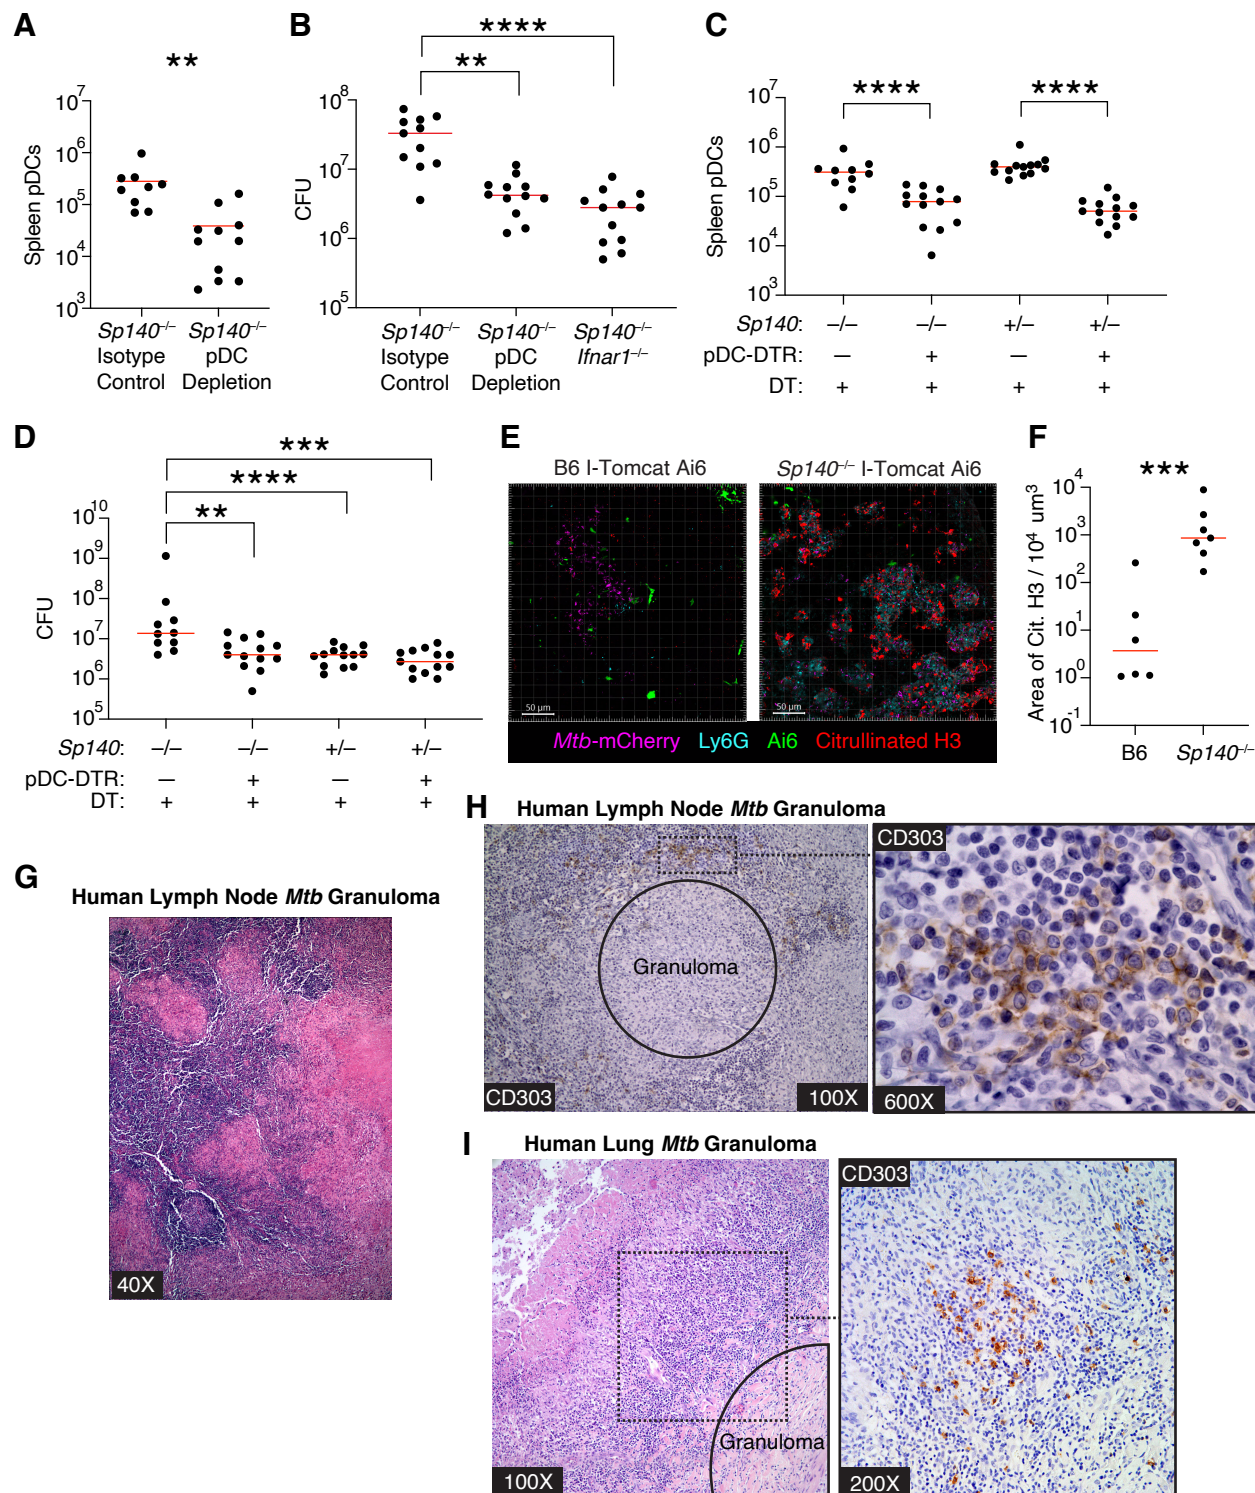 A
**
Spleen pDCs
10^7
10^6
10^5
10^4
10^3
Sp140–/–
Isotype
Control
Sp140–/–
pDC
Depletion
B
****
**
CFU
10^8
10^7
10^6
10^5
Sp140–/–
Isotype
Control
Sp140–/–
pDC
Depletion
Sp140–/–
Ifnar1–/–
C
****
****
Spleen pDCs
10^7
10^6
10^5
10^4
10^3
Sp140: –/– –/– +/– +/–
pDC-DTR: — + — +
DT: + + + +
D
***
****
**
CFU
10^10
10^9
10^8
10^7
10^6
10^5
Sp140: –/– –/– +/– +/–
pDC-DTR: — + — +
DT: + + + +
E
B6 I-Tomcat Ai6
Sp140–/– I-Tomcat Ai6
50 µm
50 µm
Mtb-mCherry Ly6G Ai6 Citrullinated H3
F
***
Area of Cit. H3 / 10^4 um^3
10^4
10^3
10^2
10^1
10^0
10^-1
B6 Sp140–/–
G
Human Lymph Node Mtb Granuloma
40X
H
Human Lymph Node Mtb Granuloma
Granuloma
CD303
100X
CD303
600X
I
Human Lung Mtb Granuloma
Granuloma
100X
CD303
200X